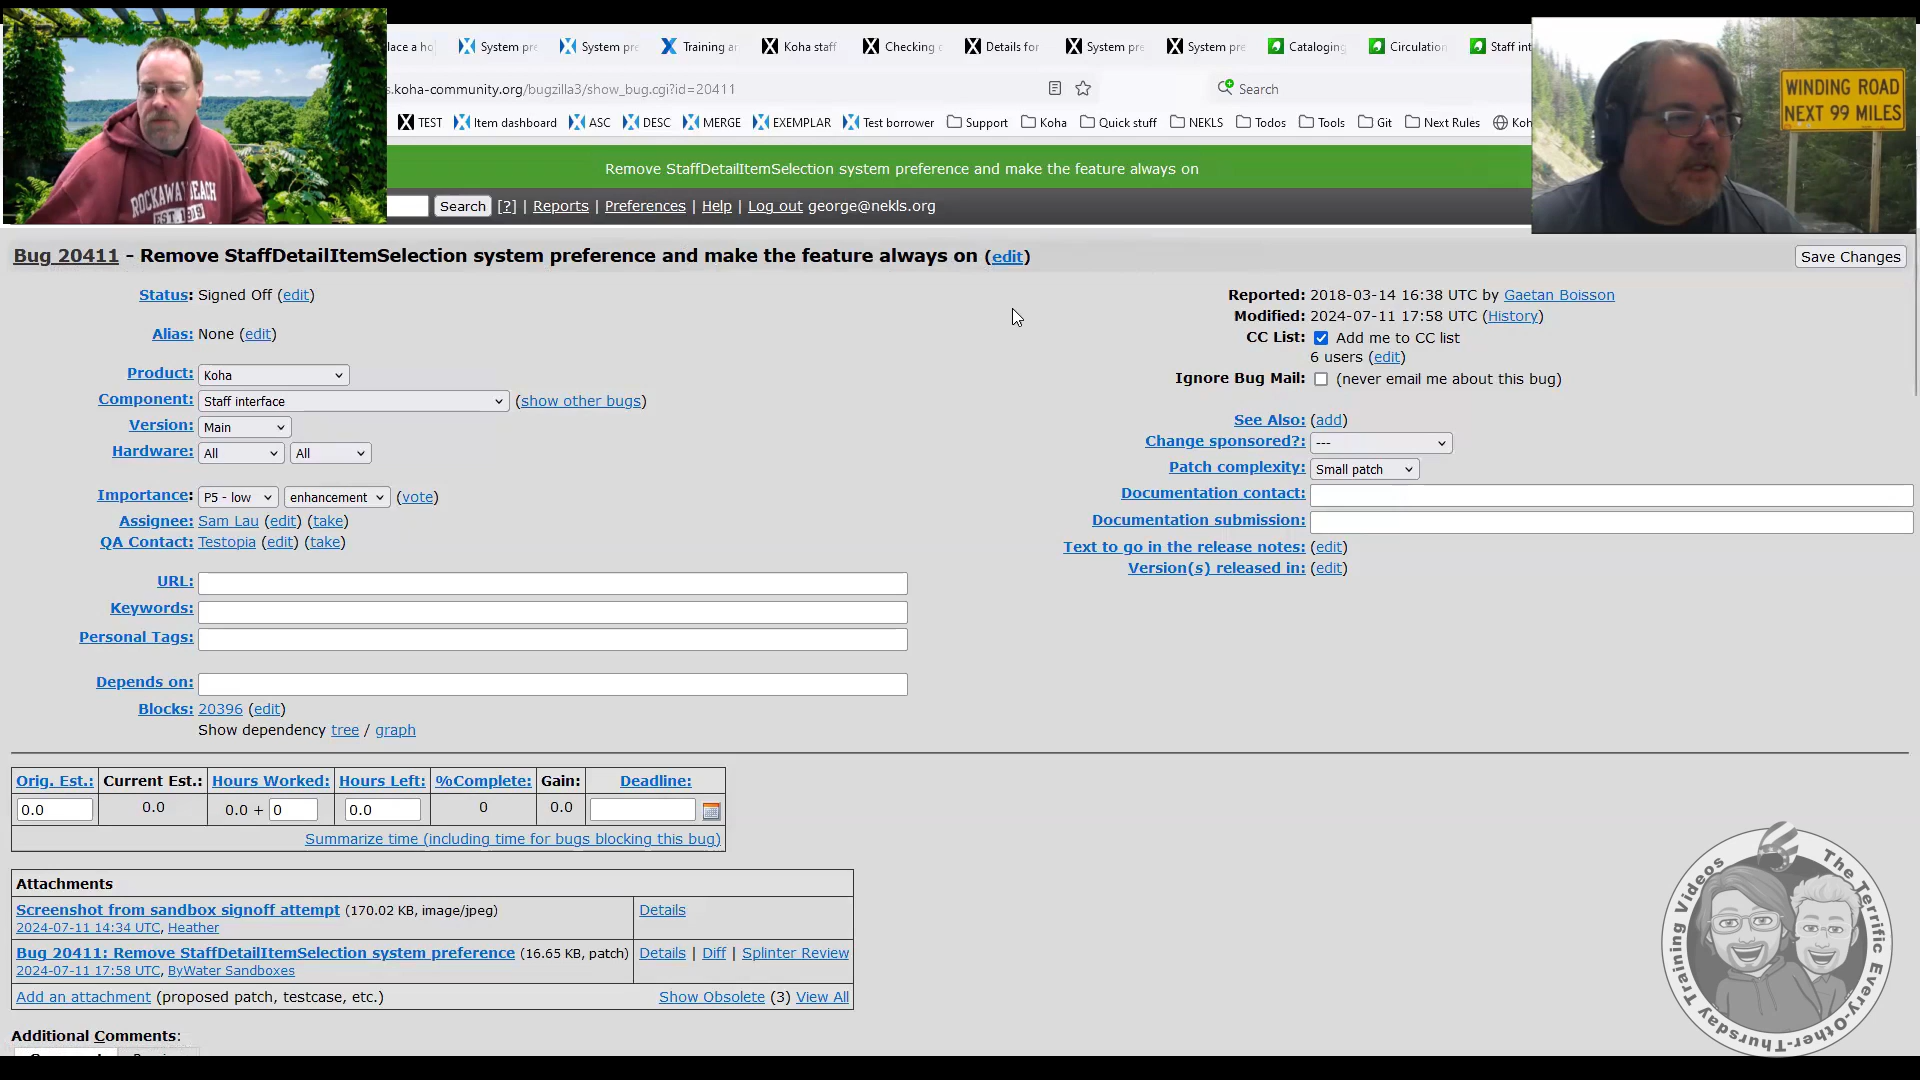 System pre
System pre
Training a
Koha staff
Checking
Details for
System pre
System pre
Cataloging
Circulation
Staff int
.koha-community.org/bugzilla3/show_bug.cgi?id=20411
Search
TEST Item dashboard ASC DESC MERGE EXEMPLAR Test borrower Support Koha Quick stuff NEKLS Todos Tools Git Next Rules Koh
WINDING ROAD
NEXT 99 MILES
ROCKAWAY BEACH
EST. 1919
Remove StaffDetailItemSelection system preference and make the feature always on
Search [?] | Reports | Preferences | Help | Log out george@nekls.org
Bug 20411 - Remove StaffDetailItemSelection system preference and make the feature always on (edit)
Save Changes
Status: Signed Off (edit)
Alias: None (edit)
Product: Koha
Component: Staff interface (show other bugs)
Version: Main
Hardware: All All
Importance: P5 - low enhancement (vote)
Assignee: Sam Lau (edit) (take)
QA Contact: Testopia (edit) (take)
URL:
Keywords:
Personal Tags:
Depends on:
Blocks: 20396 (edit)
Show dependency tree / graph
Reported: 2018-03-14 16:38 UTC by Gaetan Boisson
Modified: 2024-07-11 17:58 UTC (History)
CC List: Add me to CC list
6 users (edit)
Ignore Bug Mail: (never email me about this bug)
See Also: (add)
Change sponsored?: ---
Patch complexity: Small patch
Documentation contact:
Documentation submission:
Text to go in the release notes: (edit)
Version(s) released in: (edit)
Orig. Est.: Current Est.: Hours Worked: Hours Left: %Complete: Gain: Deadline:
0.0 0.0 0.0 + 0 0.0 0 0.0
Summarize time (including time for bugs blocking this bug)
Attachments
Screenshot from sandbox signoff attempt (170.02 KB, image/jpeg) Details
2024-07-11 14:34 UTC, Heather
Bug 20411: Remove StaffDetailItemSelection system preference (16.65 KB, patch) Details | Diff | Splinter Review
2024-07-11 17:58 UTC, ByWater Sandboxes
Add an attachment (proposed patch, testcase, etc.) Show Obsolete (3) View All
Additional Comments:
The Terrific Every-Other-Thursday Training Videos